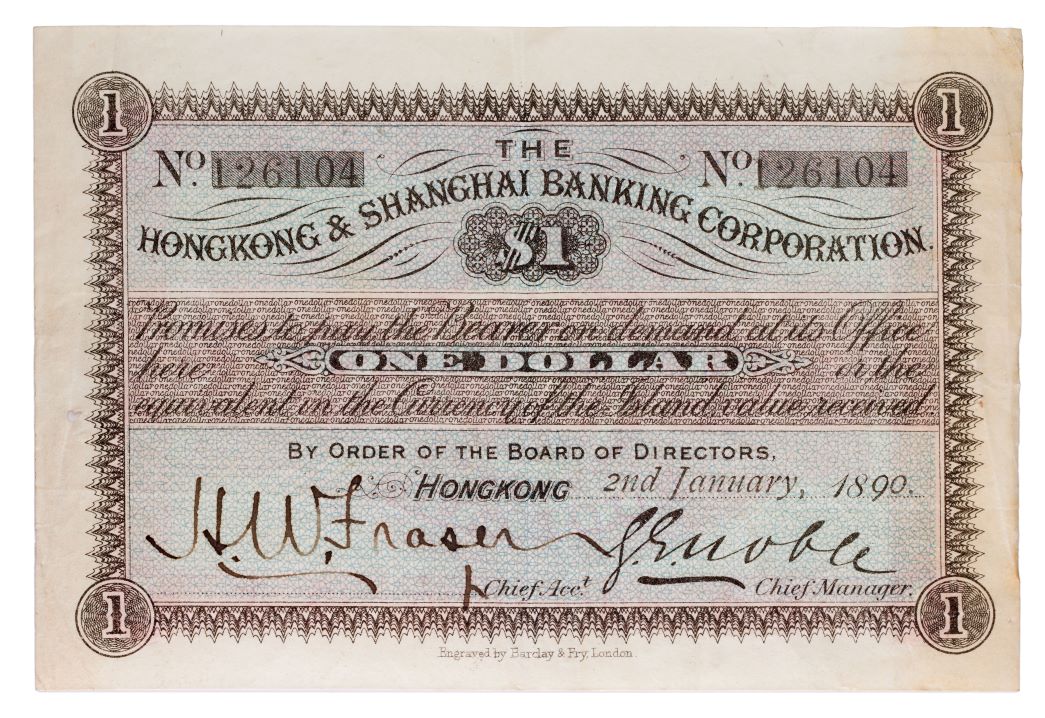 1 1
THE
No. 126104 No. 126104
HONGKONG & SHANGHAI BANKING CORPORATION.
$1
Promises to pay the Bearer on demand at its Office
here ONE DOLLAR or the
equivalent in the Currency of the Island value received
BY ORDER OF THE BOARD OF DIRECTORS,
HONGKONG 2nd January, 1890.
H.W. Fraser G.E. Noble
Chief Acct. Chief Manager.
1 1
Engraved by Barclay & Fry, London.